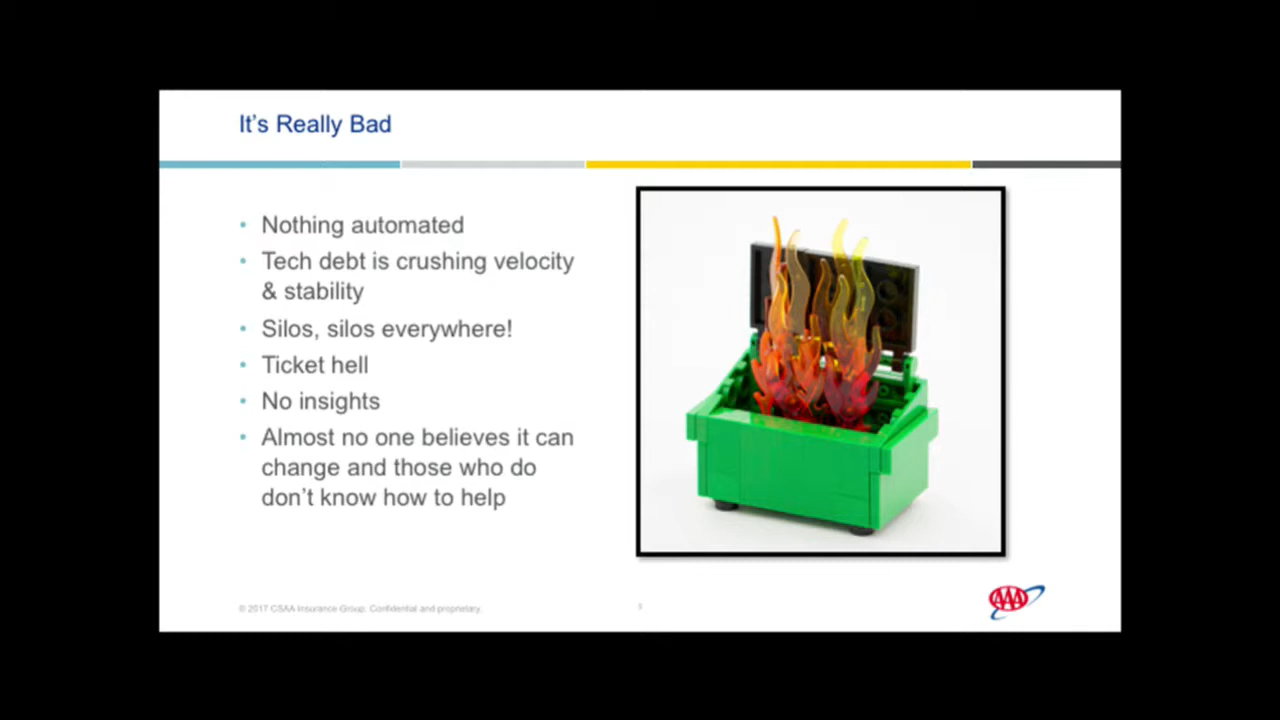 It's Really Bad
• Nothing automated
• Tech debt is crushing velocity
& stability
• Silos, silos everywhere!
• Ticket hell
• No insights
• Almost no one believes it can
change and those who do
don't know how to help
© 2017 CSAA Insurance Group. Confidential and proprietary.
AAA